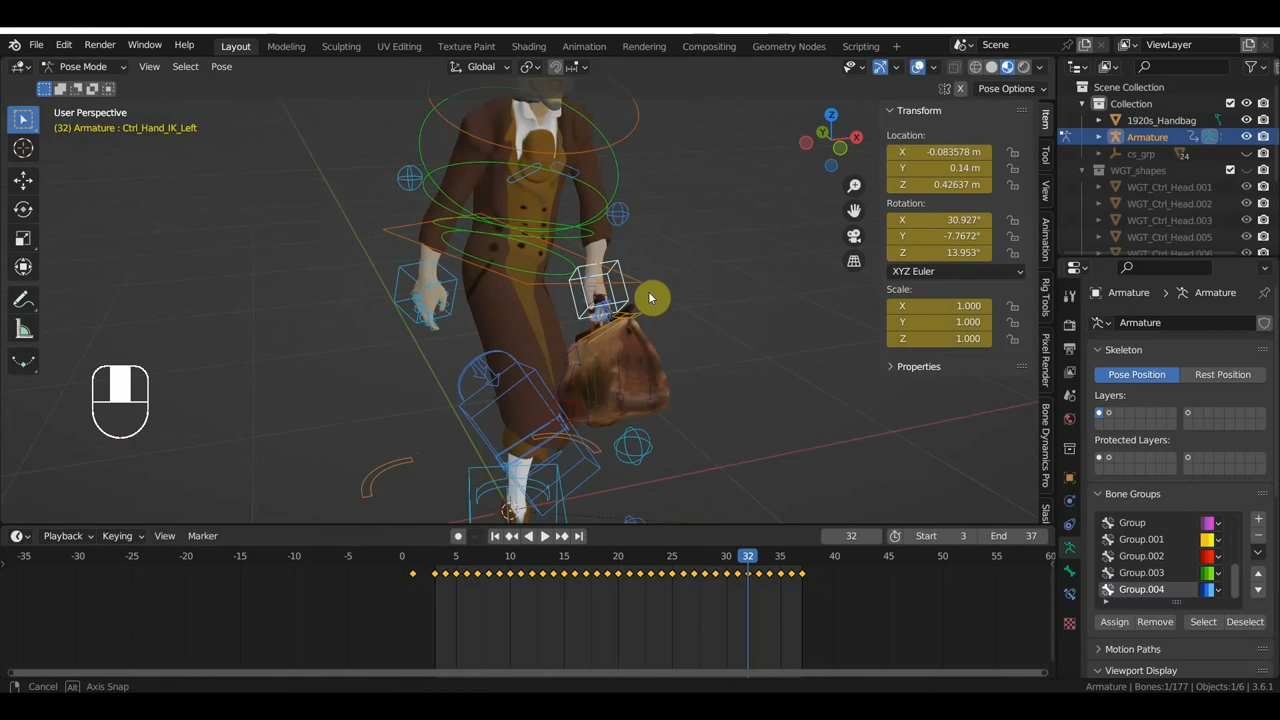 File Edit Render Window Help Layout Modeling Sculpting UV Editing Texture Paint Shading Animation Rendering Compositing Geometry Nodes Scripting Scene ViewLayer
Pose Mode View Select Pose Global
X Pose Options
User Perspective
(32) Armature : Ctrl_Hand_IK_Left
Z
Y
X
Transform
Location:
X -0.083578 m
Y 0.14 m
Z 0.42637 m
Rotation:
X 30.927°
Y -7.7672°
Z 13.953°
XYZ Euler
Scale:
X 1.000
Y 1.000
Z 1.000
Properties
Item
Tool
View
Animation
Rig Tools
Pixel Render
Bone Dynamics Pro
Slash
Scene Collection
Collection
1920s_Handbag
Armature
cs_grp 24
WGT_shapes
WGT_Ctrl_Head.001
WGT_Ctrl_Head.002
WGT_Ctrl_Head.003
WGT_Ctrl_Head.005
WGT_Ctrl_Head.006
Armature Armature
Armature
Skeleton
Pose Position Rest Position
Layers:
Protected Layers:
Bone Groups
Group
Group.001
Group.002
Group.003
Group.004
Assign Remove Select Deselect
Motion Paths
Viewport Display
Playback Keying View Marker 32 Start 3 End 37
-35 -30 -25 -20 -15 -10 -5 0 5 10 15 20 25 30 32 35 40 45 50 55 60
Cancel Alt Axis Snap Armature | Bones:1/177 | Objects:1/6 | 3.6.1